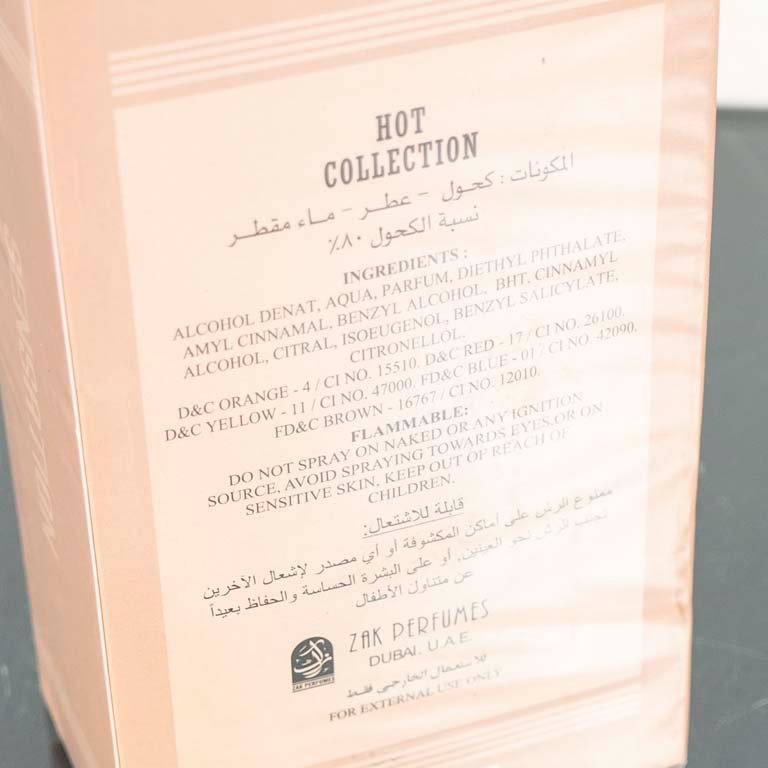 HOT
COLLECTION
المكونات : كحول - عطر - ماء مقطر
نسبة الكحول ٨٠٪
INGREDIENTS :
ALCOHOL DENAT, AQUA, PARFUM, DIETHYL PHTHALATE.
AMYL CINNAMAL, BENZYL ALCOHOL, BHT. CINNAMYL
ALCOHOL, CITRAL, ISOEUGENOL, BENZYL SALICYLATE,
CITRONELLOL.
D&C ORANGE - 4 / CI NO. 15510. D&C RED - 17 / CI NO. 26100.
D&C YELLOW - 11 / CI NO. 47000. FD&C BLUE - 01 / CI NO. 42090.
FD&C BROWN - 16767 / CI NO. 12010.
FLAMMABLE:
DO NOT SPRAY ON NAKED OR ANY IGNITION
SOURCE, AVOID SPRAYING TOWARDS EYES,OR ON
SENSITIVE SKIN, KEEP OUT OF REACH OF
CHILDREN.
قابلة للاشتعال:
ممنوع الرش على أماكن المكشوفة أو أي مصدر لإشعال الآخرين
تجنب الرش نحو العينين, أو على البشرة الحساسة والحفاظ بعيداً
عن متناول الأطفال
ZAK PERFUMES
DUBAI. U.A.E.
ZAK PERFUMES
للاستعمال الخارجي فقط
FOR EXTERNAL USE ONLY